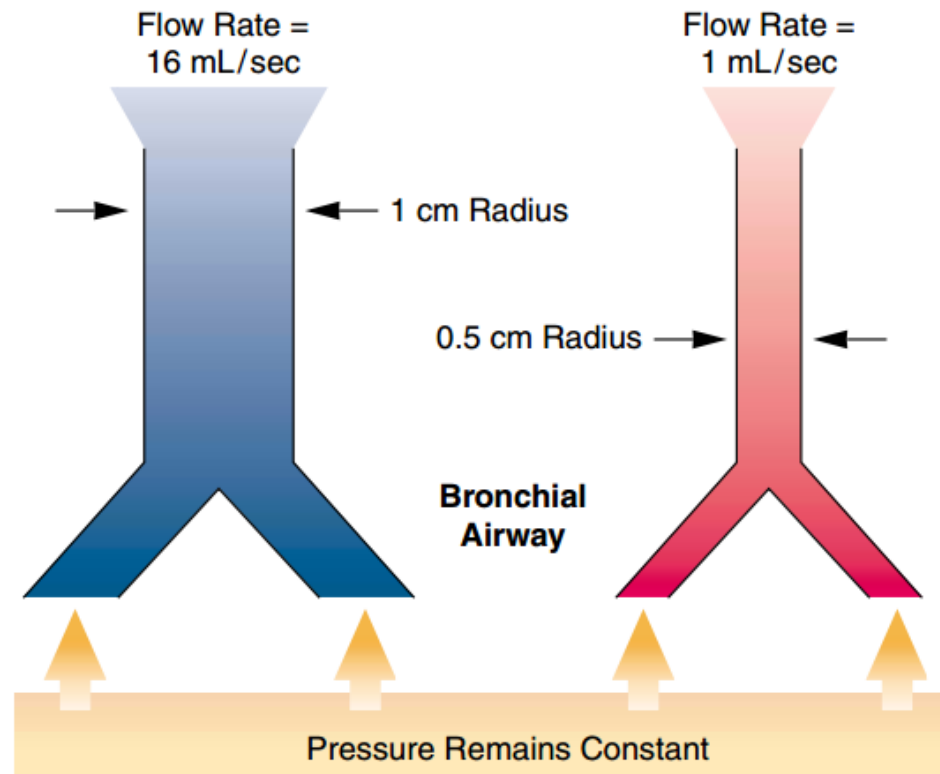 Flow Rate =
16 mL/sec
Flow Rate =
1 mL/sec
1 cm Radius
0.5 cm Radius
Bronchial
Airway
Pressure Remains Constant